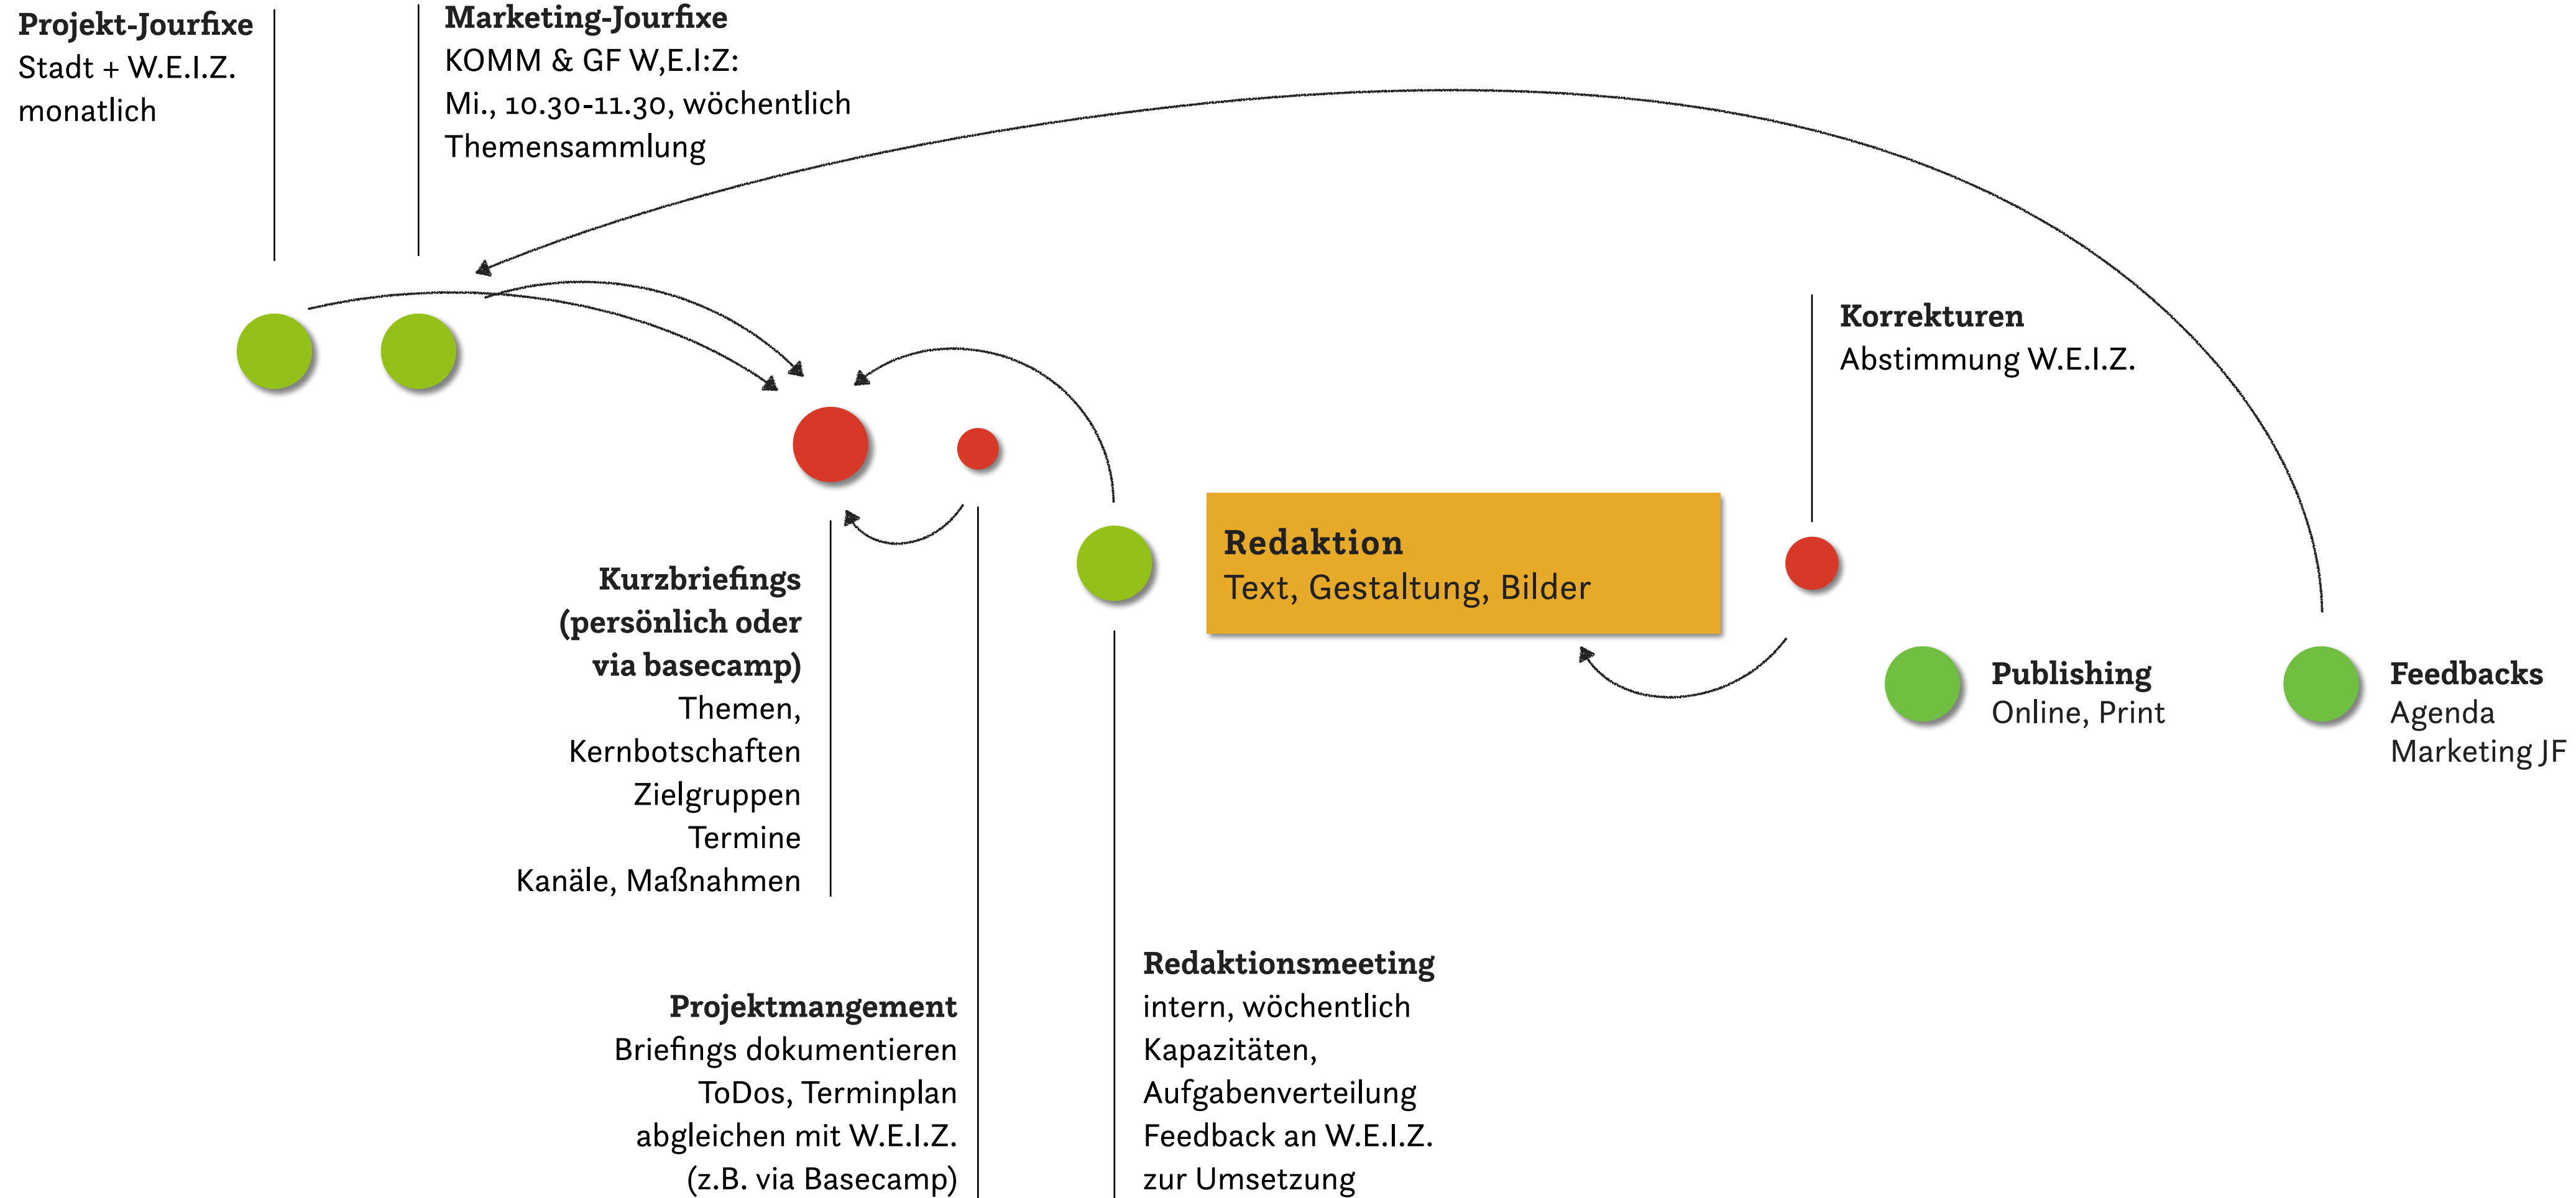 Projekt-Jourfixe
Stadt + W.E.I.Z.
monatlich
Marketing-Jourfixe
KOMM & GF W,E.I:Z:
Mi., 10.30-11.30, wöchentlich
Themensammlung
Korrekturen
Abstimmung W.E.I.Z.
Redaktion
Text, Gestaltung, Bilder
Kurzbriefings
(persönlich oder
via basecamp)
Themen,
Kernbotschaften
Zielgruppen
Termine
Kanäle, Maßnahmen
Publishing
Online, Print
Feedbacks
Agenda
Marketing JF
Projektmangement
Briefings dokumentieren
ToDos, Terminplan
abgleichen mit W.E.I.Z.
(z.B. via Basecamp)
Redaktionsmeeting
intern, wöchentlich
Kapazitäten,
Aufgabenverteilung
Feedback an W.E.I.Z.
zur Umsetzung